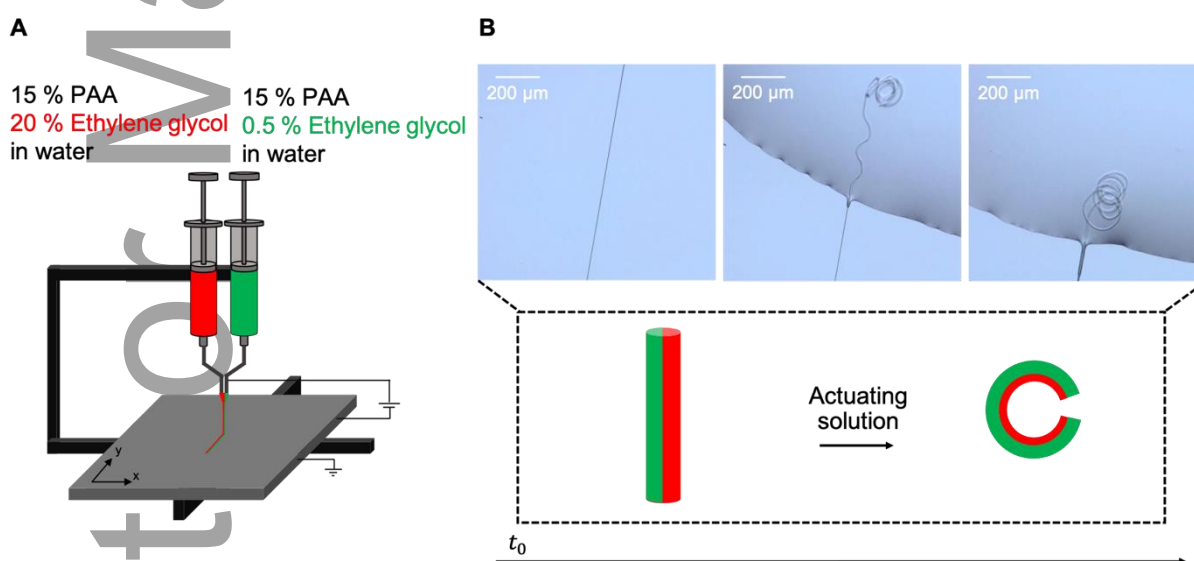 A
15 % PAA
20 % Ethylene glycol
in water
15 % PAA
0.5 % Ethylene glycol
in water
y
x
B
200 µm
200 µm
200 µm
Actuating
solution
t₀